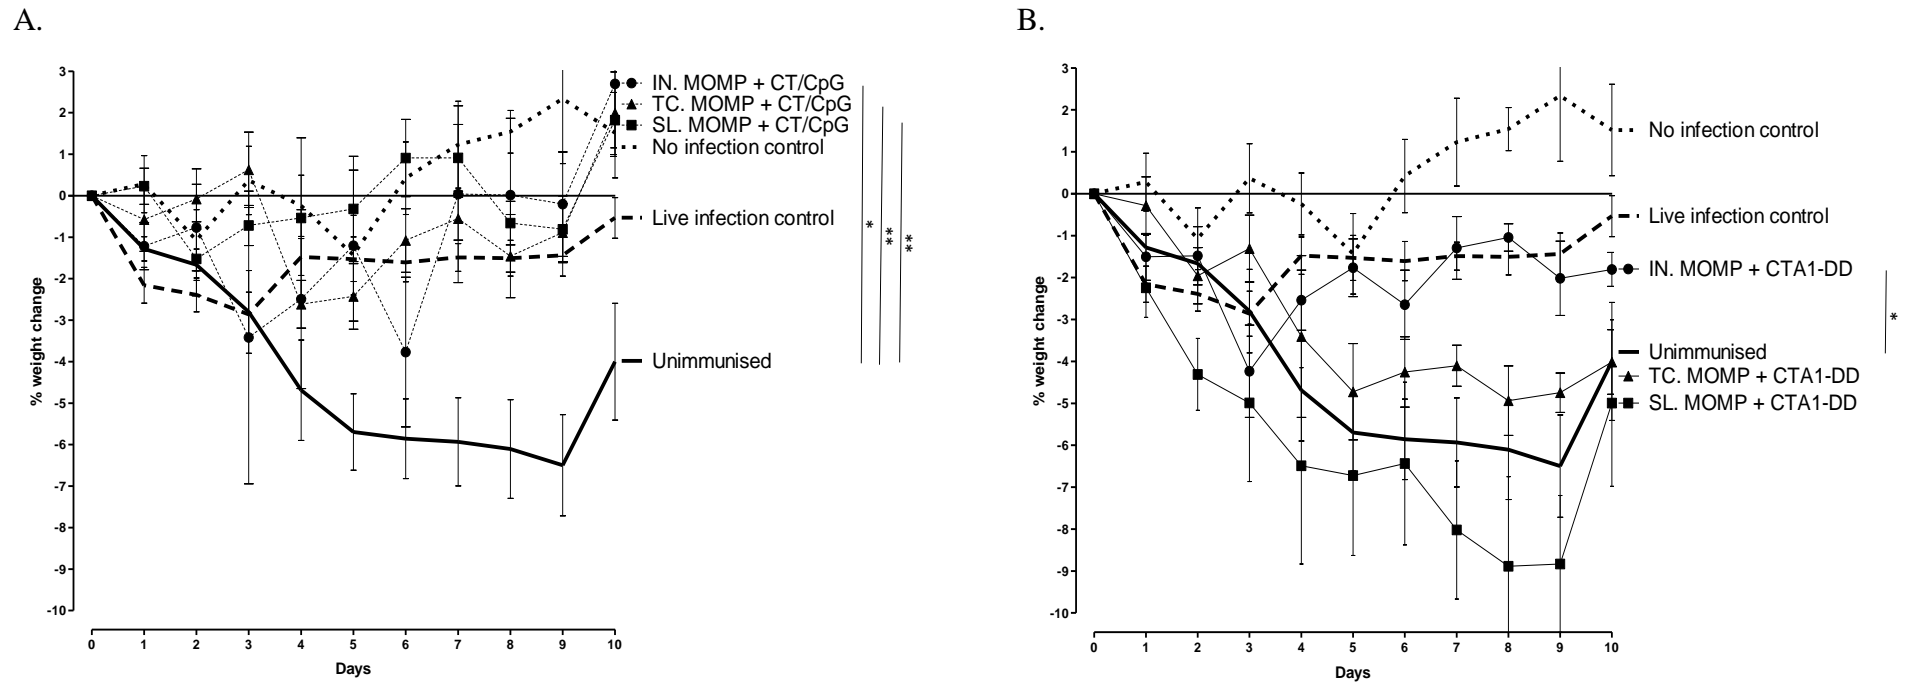 A.
3
2
1
0
-1
-2
-3
-4
-5
-6
-7
-8
-9
-10
% weight change
0 1 2 3 4 5 6 7 8 9 10
Days
IN. MOMP + CT/CpG
TC. MOMP + CT/CpG
SL. MOMP + CT/CpG
No infection control
Live infection control
Unimmunised
*
**
**
B.
3
2
1
0
-1
-2
-3
-4
-5
-6
-7
-8
-9
-10
% weight change
0 1 2 3 4 5 6 7 8 9 10
Days
No infection control
Live infection control
IN. MOMP + CTA1-DD
Unimmunised
TC. MOMP + CTA1-DD
SL. MOMP + CTA1-DD
*